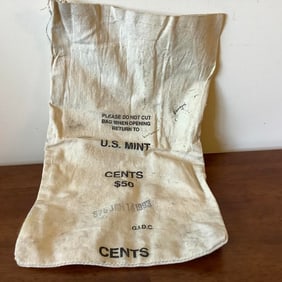 PLEASE DO NOT CUT
BAG WHEN OPENING
RETURN TO
U.S. MINT
CENTS
$50
CENTS